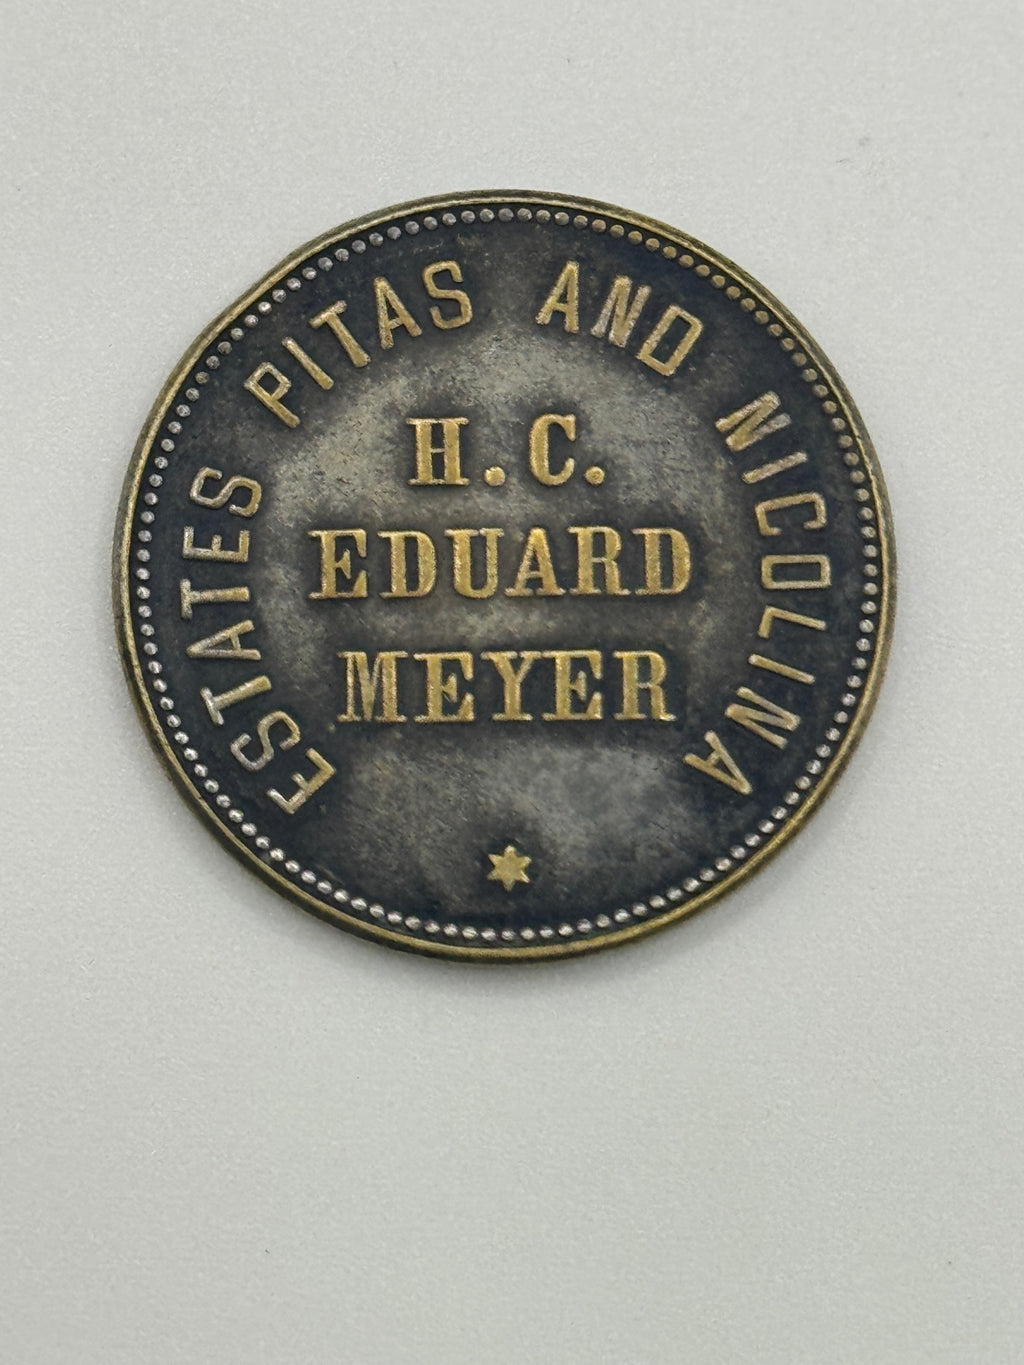 ESTATES PITAS AND NICOLINA
H. C.
EDUARD
MEYER